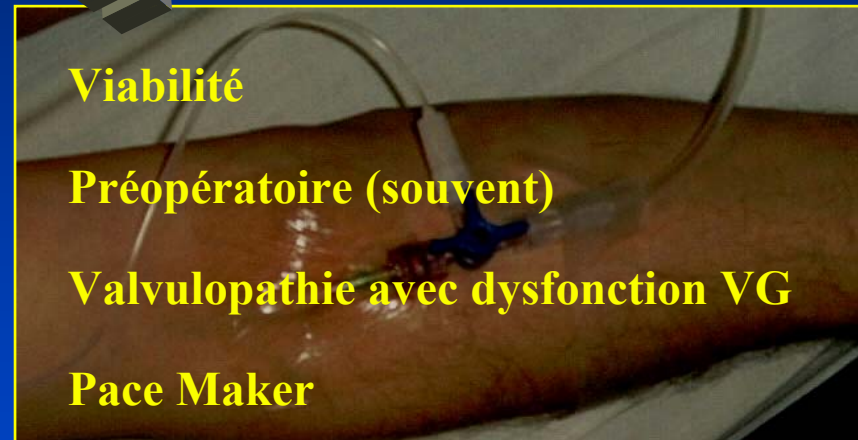 Viabilité
Préopératoire (souvent)
Valvulopathie avec dysfonction VG
Pace Maker